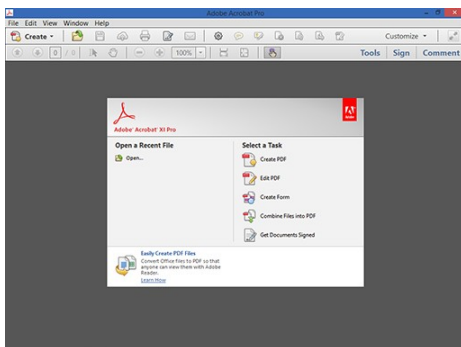 Adobe Acrobat Pro
File Edit View Window Help
Create Customize
0 / 0 100% Tools Sign Comment
Adobe® Acrobat® XI Pro
Adobe
Open a Recent File
Open...
Select a Task
Create PDF
Edit PDF
Create Form
Combine Files into PDF
Get Documents Signed
Easily Create PDF Files
Convert Office files to PDF so that
anyone can view them with Adobe
Reader.
Learn Now